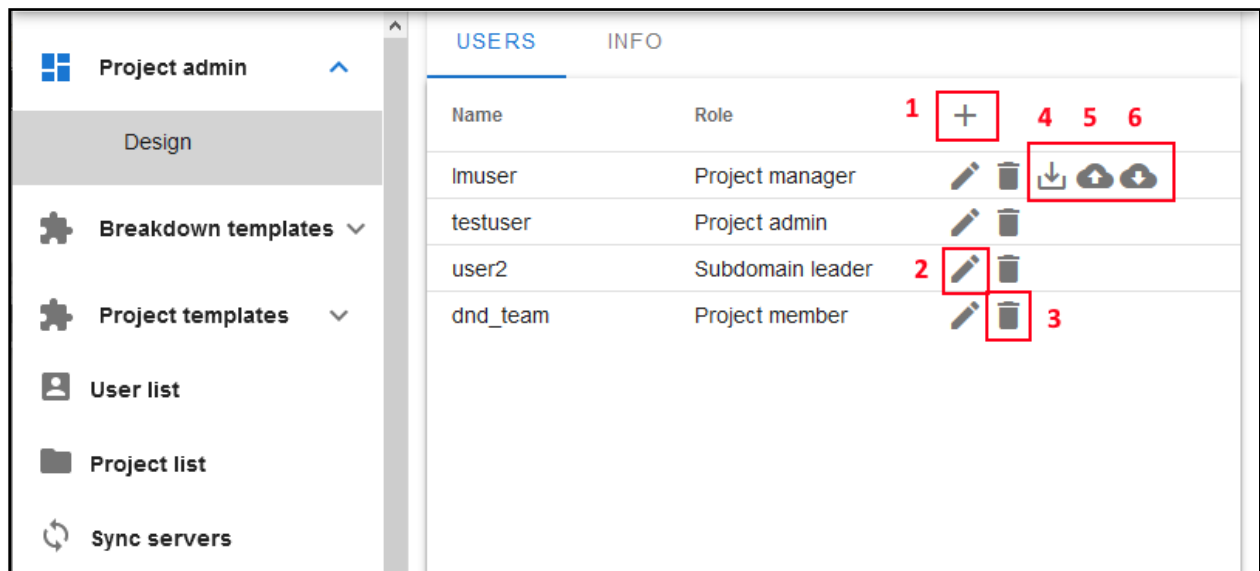 Project admin
Design
Breakdown templates
Project templates
User list
Project list
Sync servers
USERS INFO
Name Role 1 4 5 6
lmuser Project manager
testuser Project admin
user2 Subdomain leader 2
dnd_team Project member 3